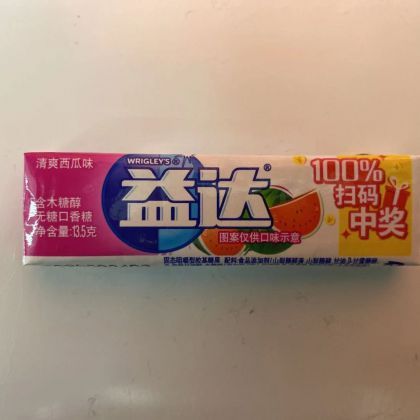 清爽西瓜味
含木糖醇
无糖口香糖
净含量:13.5克
WRIGLEY'S®
益达®
图案仅供口味示意
100%
扫码
中奖